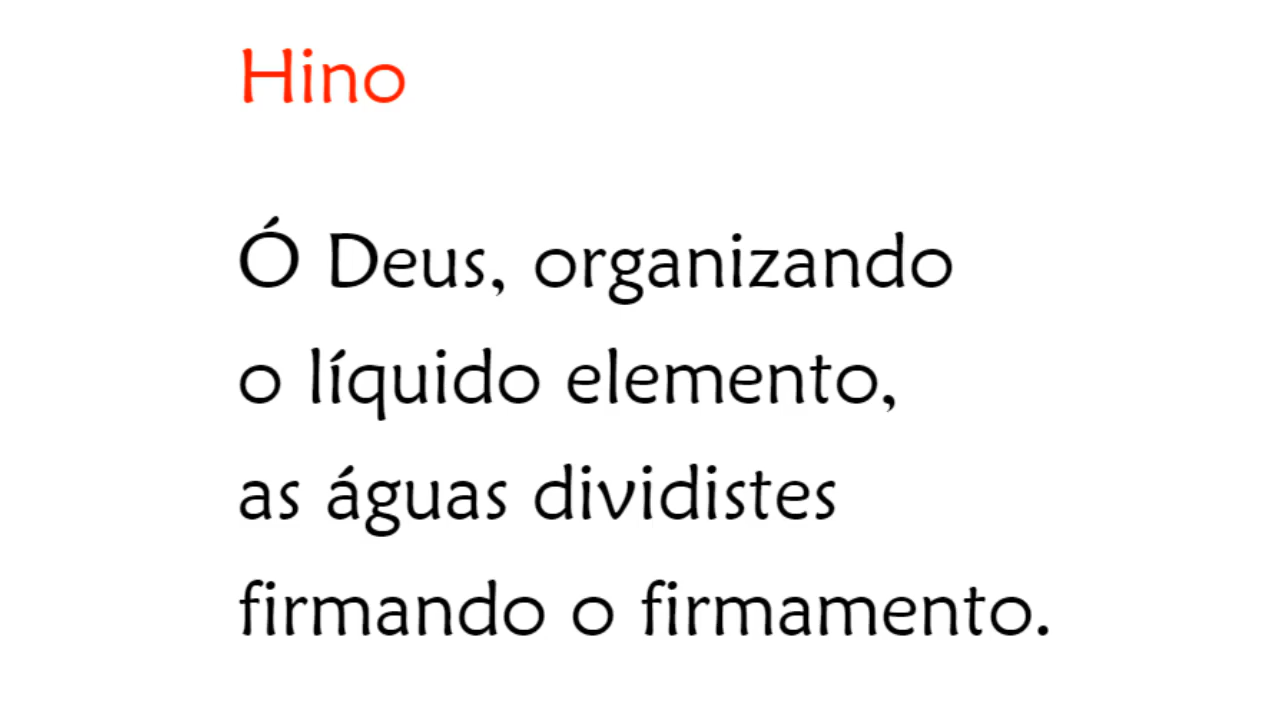 Hino
Ó Deus, organizando
o líquido elemento,
as águas dividistes
firmando o firmamento.